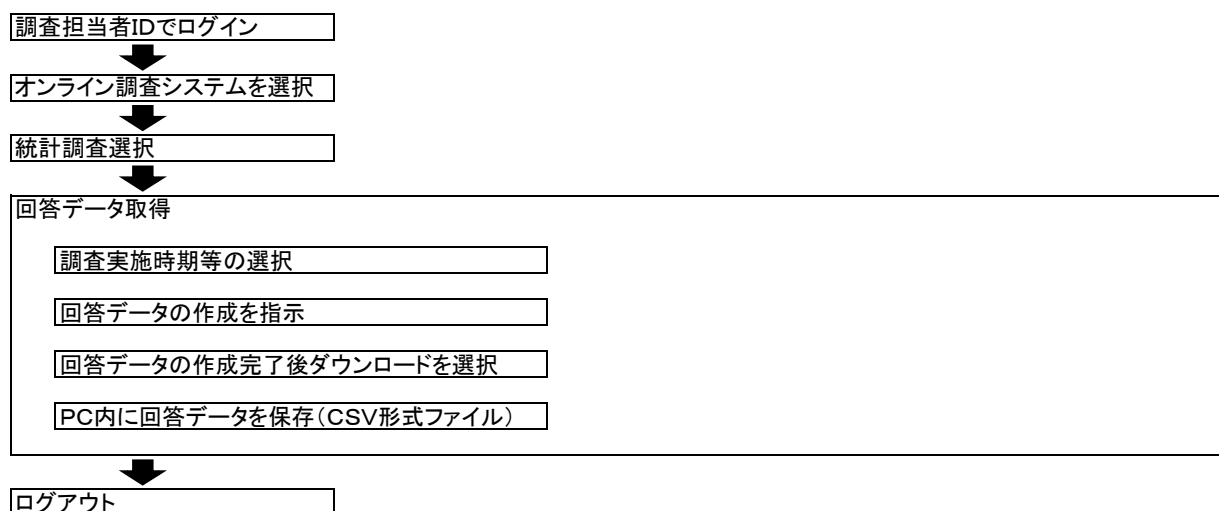 調査担当者IDでログイン
オンライン調査システムを選択
統計調査選択
回答データ取得
調査実施時期等の選択
回答データの作成を指示
回答データの作成完了後ダウンロードを選択
PC内に回答データを保存（CSV形式ファイル）
ログアウト